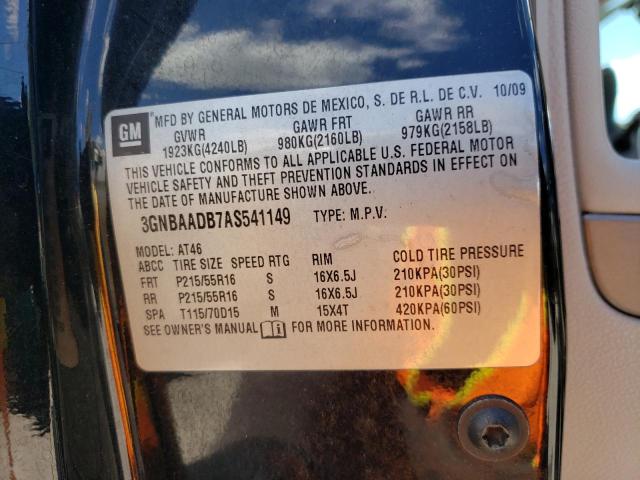 GM
MFD BY GENERAL MOTORS DE MEXICO, S. DE R.L. DE C.V. 10/09
GVWR GAWR FRT GAWR RR
1923KG(4240LB) 980KG(2160LB) 979KG(2158LB)
THIS VEHICLE CONFORMS TO ALL APPLICABLE U.S. FEDERAL MOTOR
VEHICLE SAFETY AND THEFT PREVENTION STANDARDS IN EFFECT ON
THE DATE OF MANUFACTURE SHOWN ABOVE.
3GNBAADB7AS541149 TYPE: M.P.V.
MODEL: AT46
ABCC TIRE SIZE SPEED RTG RIM COLD TIRE PRESSURE
FRT P215/55R16 S 16X6.5J 210KPA(30PSI)
RR P215/55R16 S 16X6.5J 210KPA(30PSI)
SPA T115/70D15 M 15X4T 420KPA(60PSI)
SEE OWNER'S MANUAL FOR MORE INFORMATION.